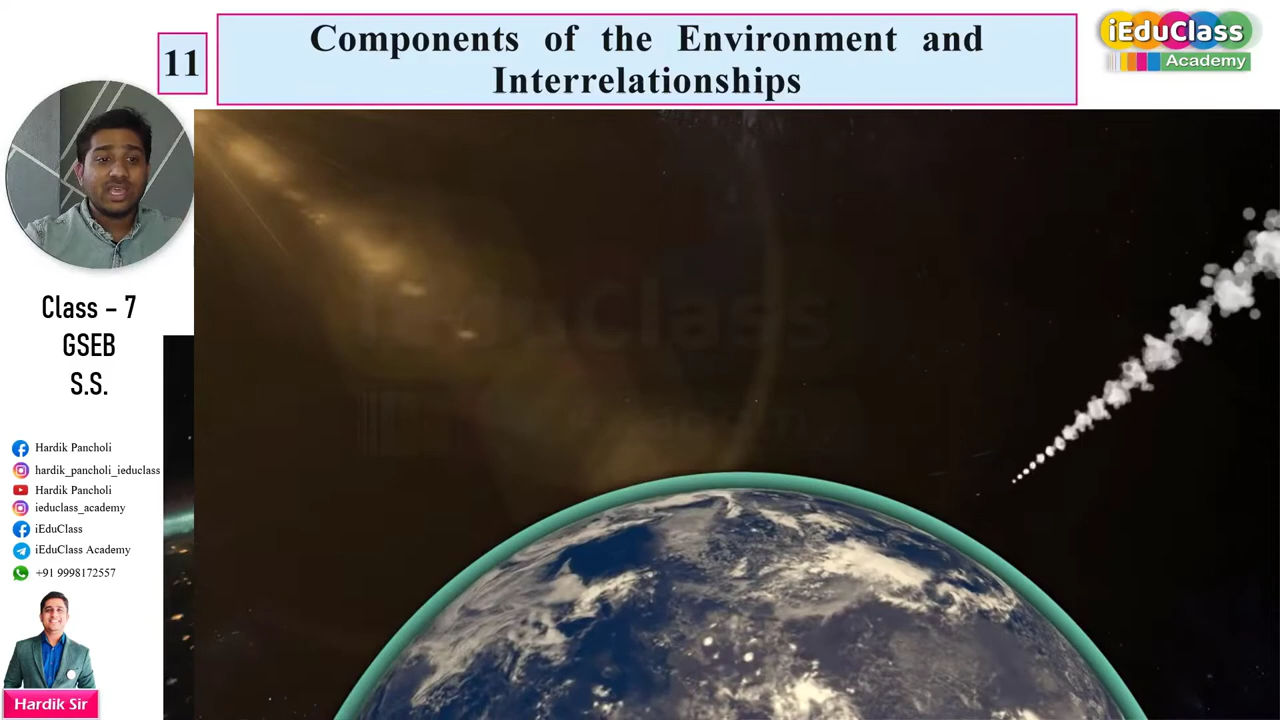 11
Components of the Environment and
Interrelationships
iEduClass
Academy
Class – 7
GSEB
S.S.
Hardik Pancholi
hardik_pancholi_ieduclass
Hardik Pancholi
ieduclass_academy
iEduClass
iEduClass Academy
+91 9998172557
Hardik Sir
iEduClass